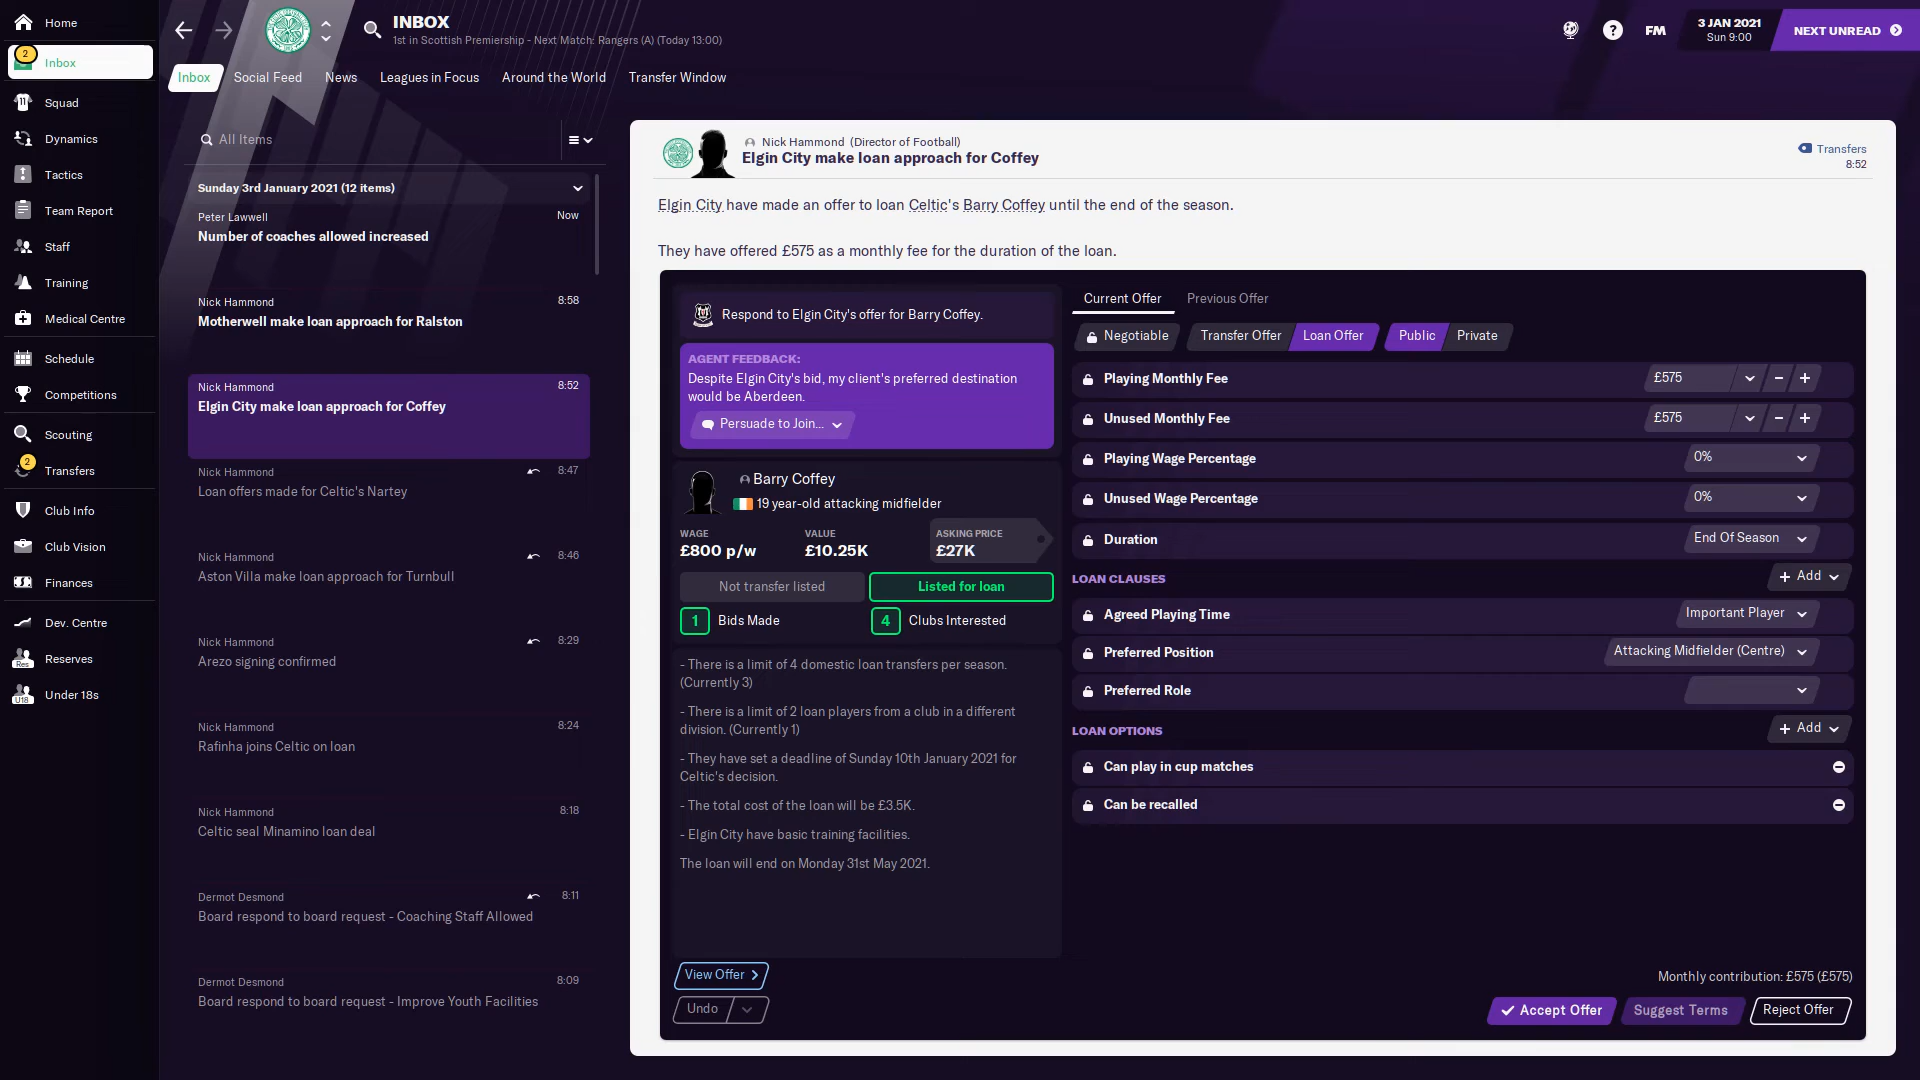 Home
2
Inbox
Squad
Dynamics
Tactics
Team Report
Staff
Training
Medical Centre
Schedule
Competitions
Scouting
2
Transfers
Club Info
Club Vision
Finances
Dev. Centre
Res
Reserves
U18
Under 18s
INBOX
1st in Scottish Premiership - Next Match: Rangers (A) (Today 13:00)
FM
3 JAN 2021
Sun 9:00
NEXT UNREAD
Inbox
Social Feed
News
Leagues in Focus
Around the World
Transfer Window
All Items
Sunday 3rd January 2021 (12 items)
Peter Lawwell
Now
Number of coaches allowed increased
Nick Hammond
8:58
Motherwell make loan approach for Ralston
Nick Hammond
8:52
Elgin City make loan approach for Coffey
Nick Hammond
8:47
Loan offers made for Celtic's Nartey
Nick Hammond
8:46
Aston Villa make loan approach for Turnbull
Nick Hammond
8:29
Arezo signing confirmed
Nick Hammond
8:24
Rafinha joins Celtic on loan
Nick Hammond
8:18
Celtic seal Minamino loan deal
Dermot Desmond
8:11
Board respond to board request - Coaching Staff Allowed
Dermot Desmond
8:09
Board respond to board request - Improve Youth Facilities
Nick Hammond (Director of Football)
Elgin City make loan approach for Coffey
Transfers
8:52
Elgin City have made an offer to loan Celtic's Barry Coffey until the end of the season.
They have offered £575 as a monthly fee for the duration of the loan.
Respond to Elgin City's offer for Barry Coffey.
AGENT FEEDBACK:
Despite Elgin City's bid, my client's preferred destination
would be Aberdeen.
Persuade to Join...
Barry Coffey
19 year-old attacking midfielder
WAGE
£800 p/w
VALUE
£10.25K
ASKING PRICE
£27K
Not transfer listed
Listed for loan
1 Bids Made
4 Clubs Interested
- There is a limit of 4 domestic loan transfers per season.
(Currently 3)
- There is a limit of 2 loan players from a club in a different
division. (Currently 1)
- They have set a deadline of Sunday 10th January 2021 for
Celtic's decision.
- The total cost of the loan will be £3.5K.
- Elgin City have basic training facilities.
The loan will end on Monday 31st May 2021.
View Offer
Undo
Current Offer
Previous Offer
Negotiable
Transfer Offer
Loan Offer
Public
Private
Playing Monthly Fee
£575
Unused Monthly Fee
£575
Playing Wage Percentage
0%
Unused Wage Percentage
0%
Duration
End Of Season
LOAN CLAUSES
Add
Agreed Playing Time
Important Player
Preferred Position
Attacking Midfielder (Centre)
Preferred Role
LOAN OPTIONS
Add
Can play in cup matches
Can be recalled
Monthly contribution: £575 (£575)
Accept Offer
Suggest Terms
Reject Offer